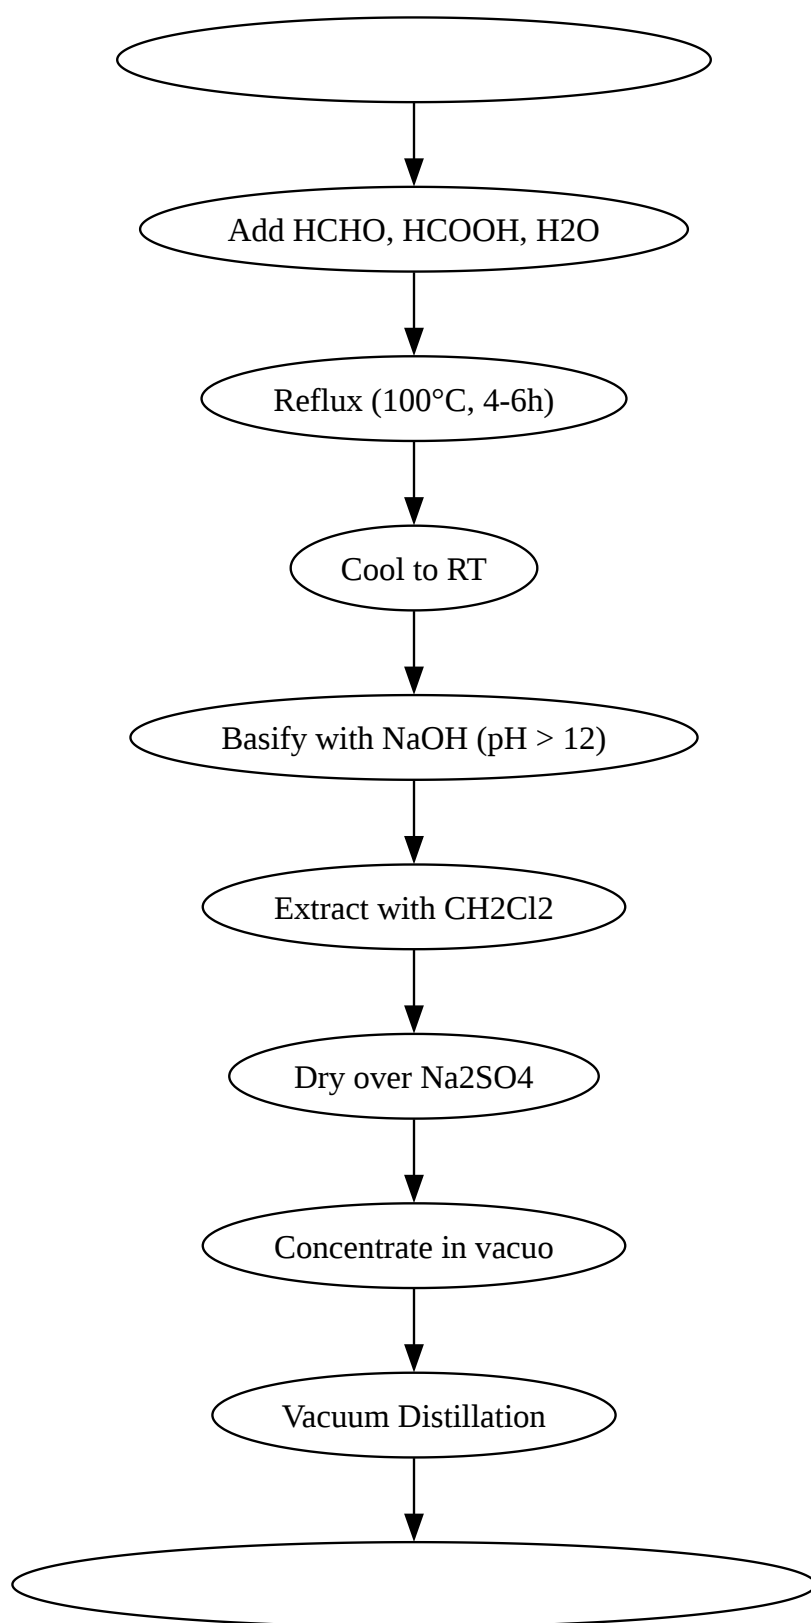 Add HCHO, HCOOH, H2O
Reflux (100°C, 4-6h)
Cool to RT
Basify with NaOH (pH > 12)
Extract with CH2Cl2
Dry over Na2SO4
Concentrate in vacuo
Vacuum Distillation